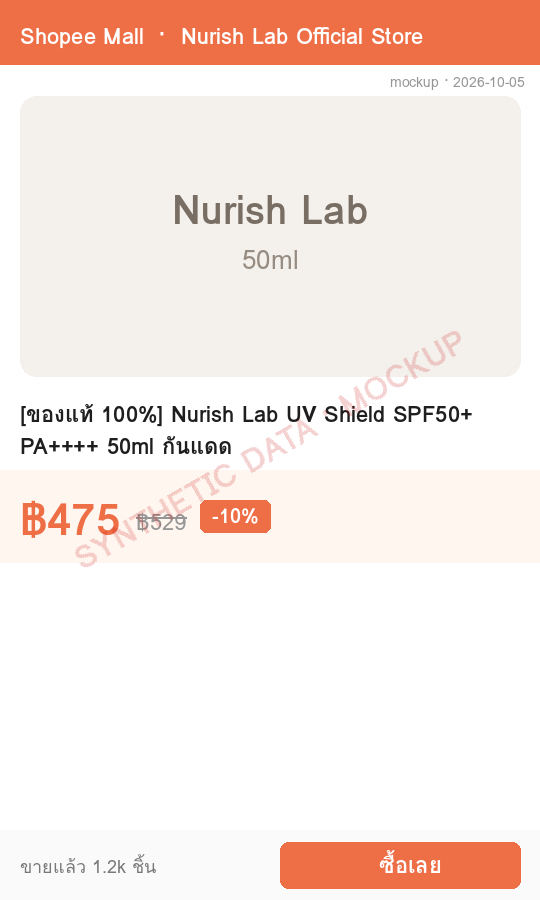 Shopee Mall · Nurish Lab Official Store
mockup · 2026-10-05
Nurish Lab
50ml
[ของแท้ 100%] Nurish Lab UV Shield SPF50+
PA++++ 50ml กันแดด
฿475 ฿529 -10%
SYNTHETIC DATA · MOCKUP
ขายแล้ว 1.2k ชิ้น
ซื้อเลย